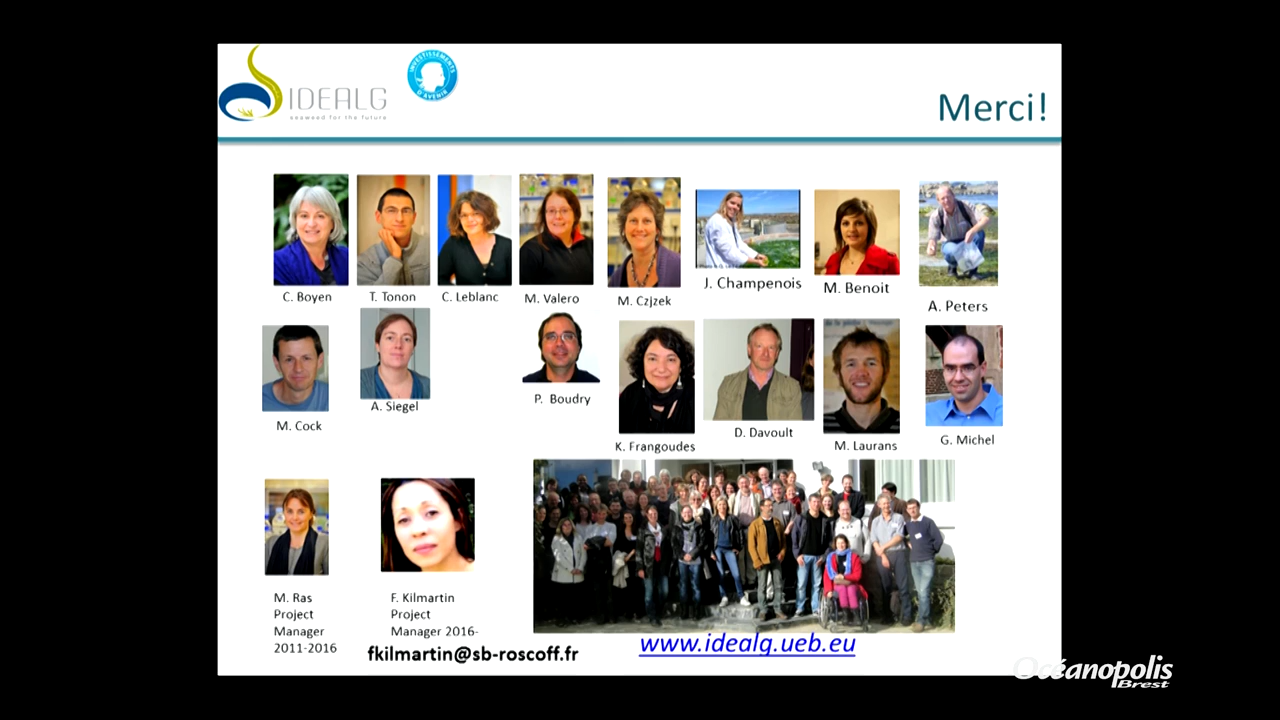 IDEALG
seaweed for the future
INVESTISSEMENTS
D'AVENIR
Merci!
C. Boyen
T. Tonon
C. Leblanc
M. Valero
M. Czjzek
J. Champenois
M. Benoit
A. Peters
M. Cock
A. Siegel
P. Boudry
K. Frangoudes
D. Davoult
M. Laurans
G. Michel
M. Ras
Project
Manager
2011-2016
F. Kilmartin
Project
Manager 2016-
fkilmartin@sb-roscoff.fr
www.idealg.ueb.eu
Océanopolis
Brest